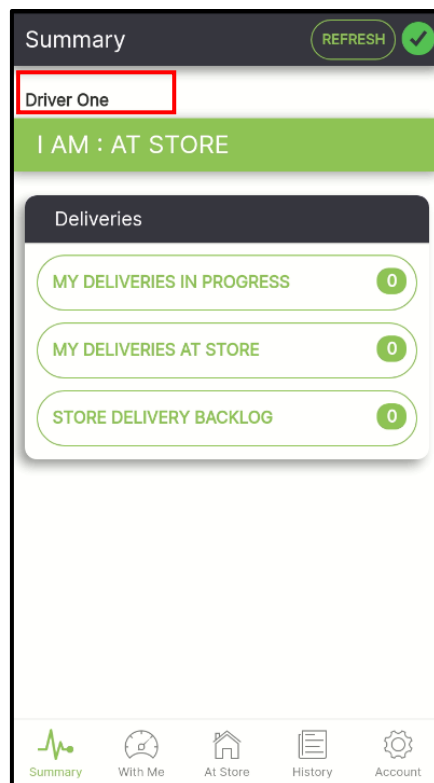 Summary
REFRESH
Driver One
I AM : AT STORE
Deliveries
MY DELIVERIES IN PROGRESS 0
MY DELIVERIES AT STORE 0
STORE DELIVERY BACKLOG 0
Summary With Me At Store History Account